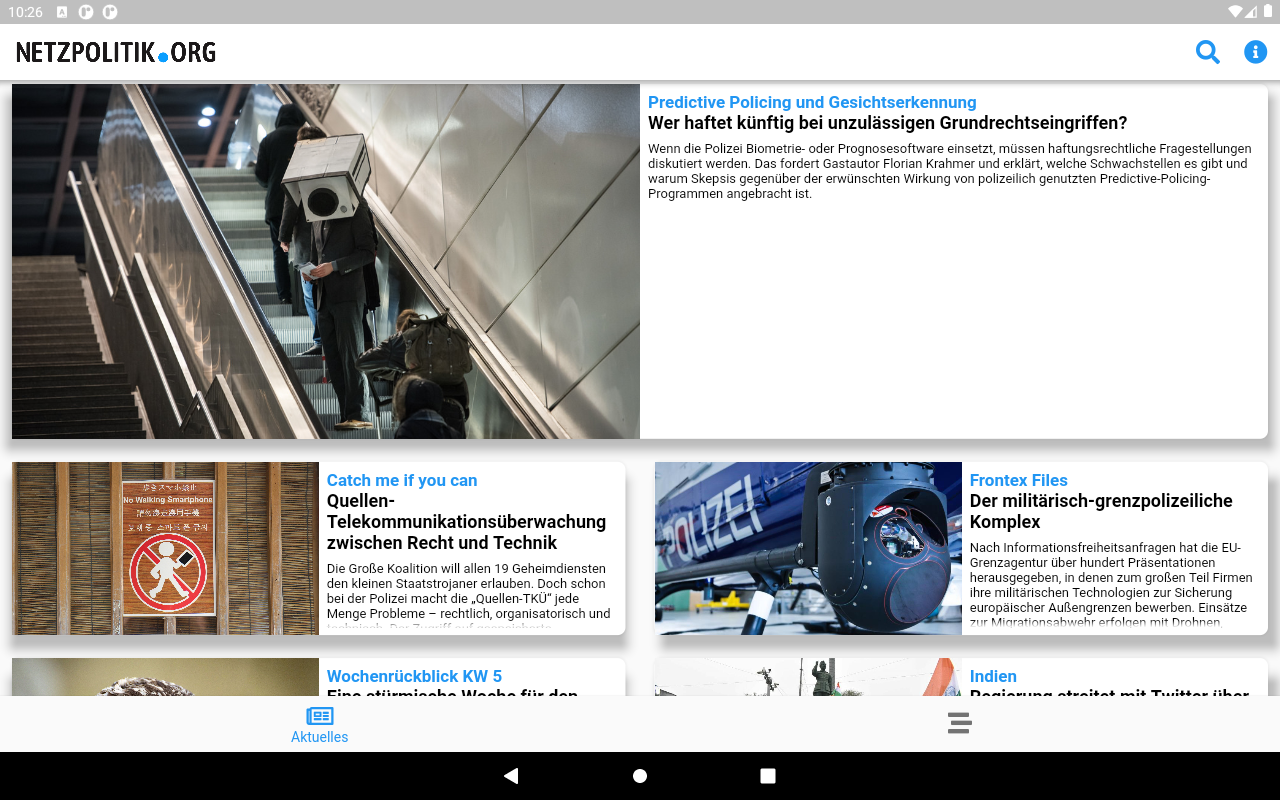 10:26
NETZPOLITIK.ORG
Predictive Policing und Gesichtserkennung
Wer haftet künftig bei unzulässigen Grundrechtseingriffen?
Wenn die Polizei Biometrie- oder Prognosesoftware einsetzt, müssen haftungsrechtliche Fragestellungen
diskutiert werden. Das fordert Gastautor Florian Krahmer und erklärt, welche Schwachstellen es gibt und
warum Skepsis gegenüber der erwünschten Wirkung von polizeilich genutzten Predictive-Policing-
Programmen angebracht ist.
No Walking Smartphone
Catch me if you can
Quellen-
Telekommunikationsüberwachung
zwischen Recht und Technik
Die Große Koalition will allen 19 Geheimdiensten
den kleinen Staatstrojaner erlauben. Doch schon
bei der Polizei macht die „Quellen-TKÜ“ jede
Menge Probleme – rechtlich, organisatorisch und
POLIZEI
Frontex Files
Der militärisch-grenzpolizeiliche
Komplex
Nach Informationsfreiheitsanfragen hat die EU-
Grenzagentur über hundert Präsentationen
herausgegeben, in denen zum großen Teil Firmen
ihre militärischen Technologien zur Sicherung
europäischer Außengrenzen bewerben. Einsätze
zur Migrationsabwehr erfolgen mit Drohnen,
Wochenrückblick KW 5
Eine stürmische Woche für den
Indien
Regierung streitet mit Twitter über
Aktuelles